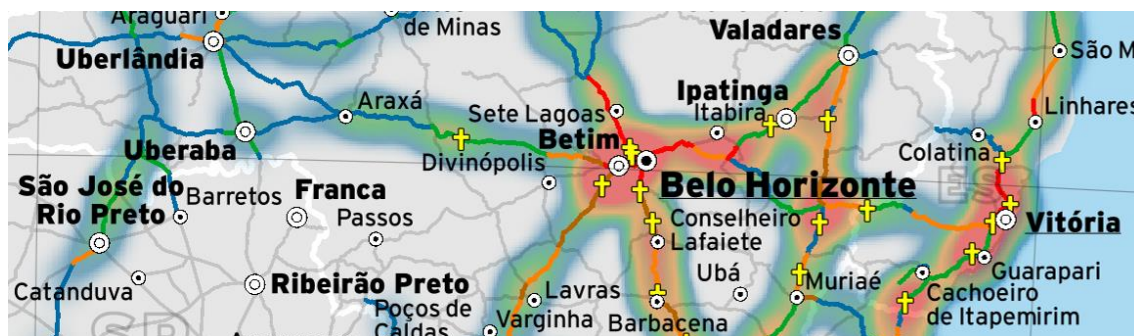 Araguari
de Minas
Valadares
Uberlândia
São M
Ipatinga
Araxá
Sete Lagoas
Itabira
Linhares
Betim
Uberaba
Divinópolis
Colatina
ES
São José do
Rio Preto
Barretos
Franca
Belo Horizonte
Passos
Conselheiro
Lafaiete
Vitória
Ubá
Guarapari
Catanduva
Ribeirão Preto
Muriaé
Cachoeiro
de Itapemirim
Lavras
Poços de
Caldas
Varginha
Barbacena
SP